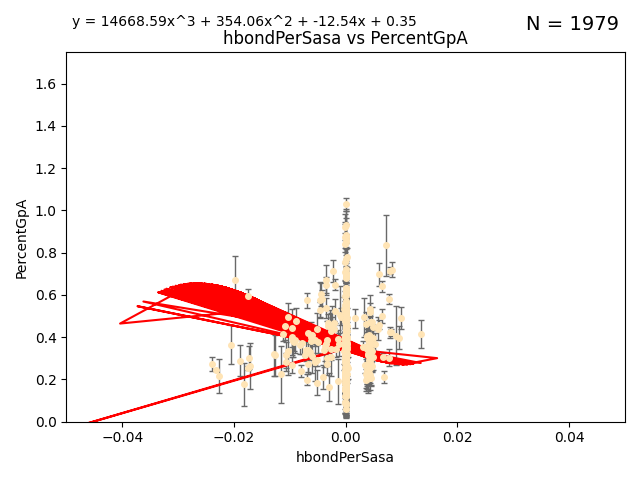 y = 14668.59x^3 + 354.06x^2 + -12.54x + 0.35
N = 1979
hbondPerSasa vs PercentGpA
1.6
1.4
1.2
1.0
0.8
0.6
0.4
0.2
0.0
PercentGpA
−0.04 −0.02 0.00 0.02 0.04
hbondPerSasa